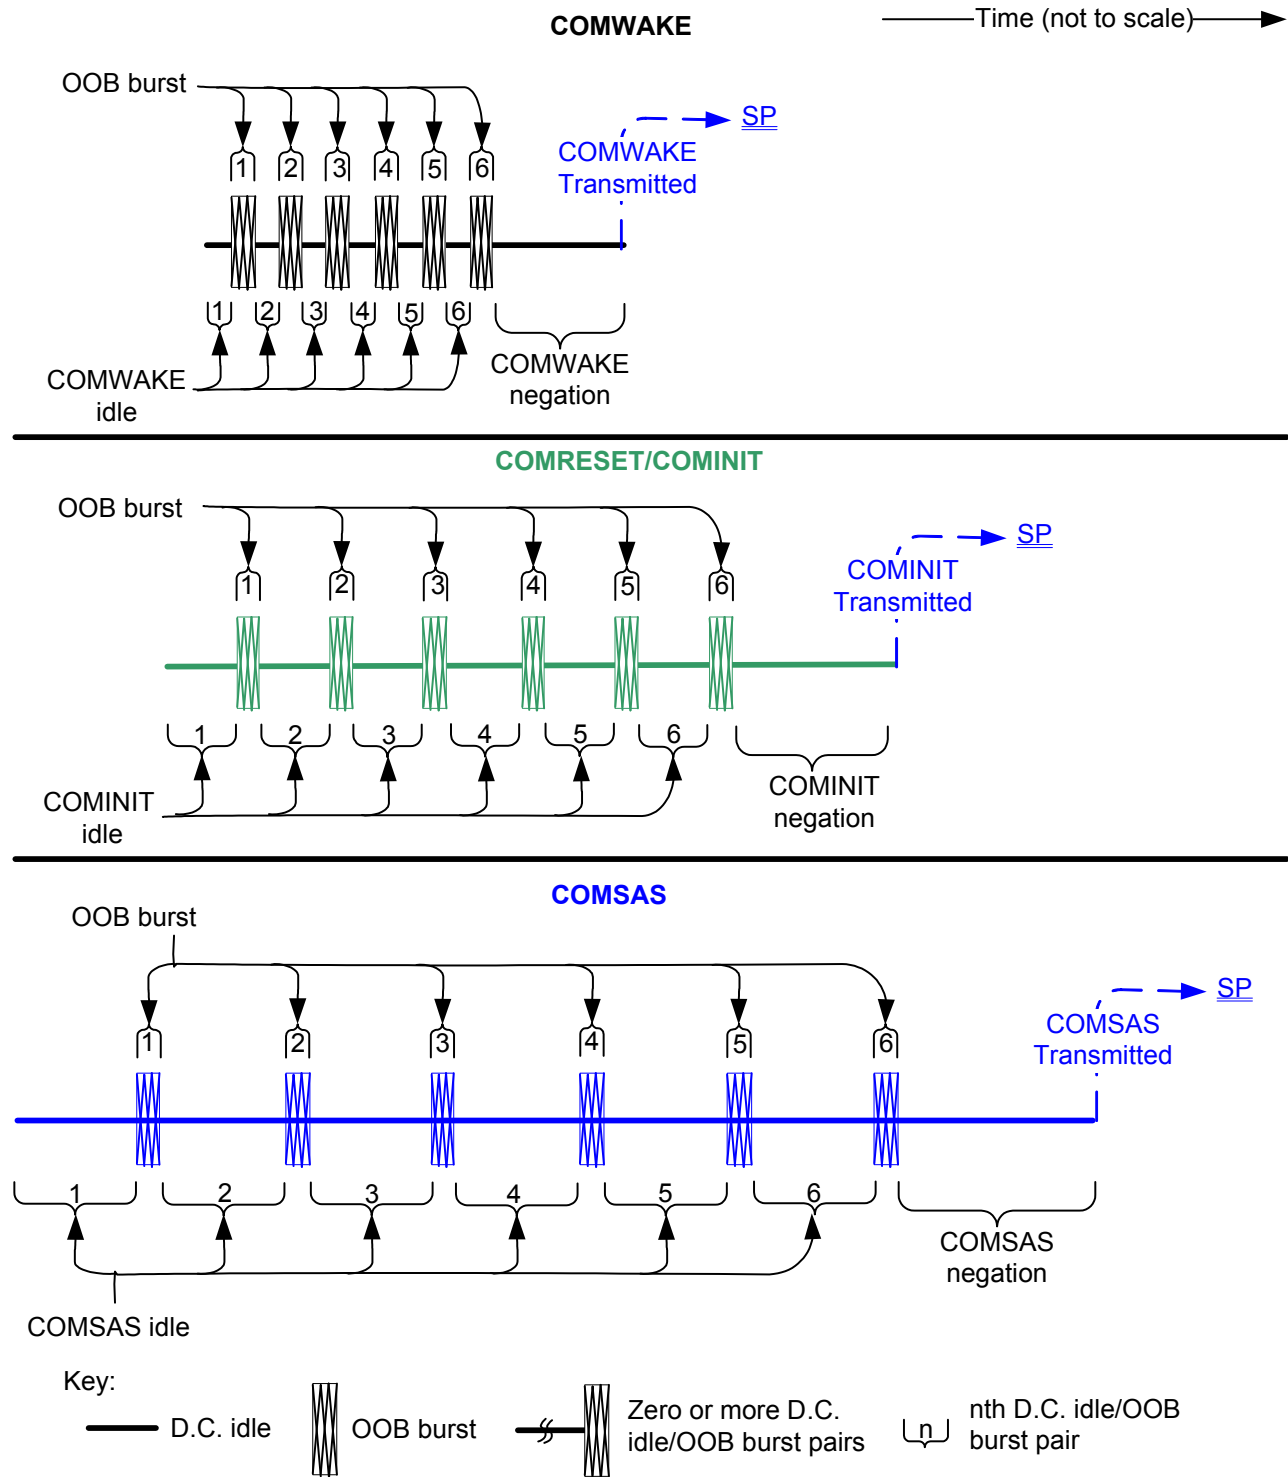 COMWAKE
Time (not to scale)
OOB burst
SP
COMWAKE
Transmitted
1 2 3 4 5 6
1 2 3 4 5 6
COMWAKE
idle
COMWAKE
negation
COMRESET/COMINIT
OOB burst
SP
COMINIT
Transmitted
1 2 3 4 5 6
1 2 3 4 5 6
COMINIT
idle
COMINIT
negation
COMSAS
OOB burst
SP
COMSAS
Transmitted
1 2 3 4 5 6
1 2 3 4 5 6
COMSAS
negation
COMSAS idle
Key:
D.C. idle
OOB burst
Zero or more D.C.
idle/OOB burst pairs
n
nth D.C. idle/OOB
burst pair